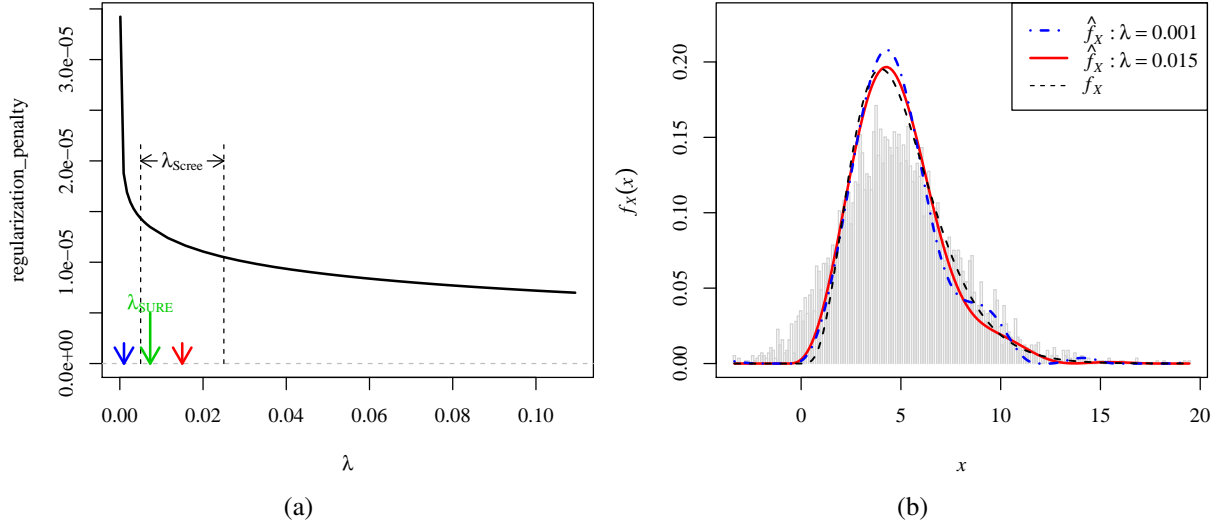 regularization_penalty
0.0e+00 1.0e−05 2.0e−05 3.0e−05
λScree
λSURE
0.00 0.02 0.04 0.06 0.08 0.10
λ
(a)
fX(x)
0.00 0.05 0.10 0.15 0.20
f̂X : λ = 0.001
f̂X : λ = 0.015
fX
0 5 10 15 20
x
(b)